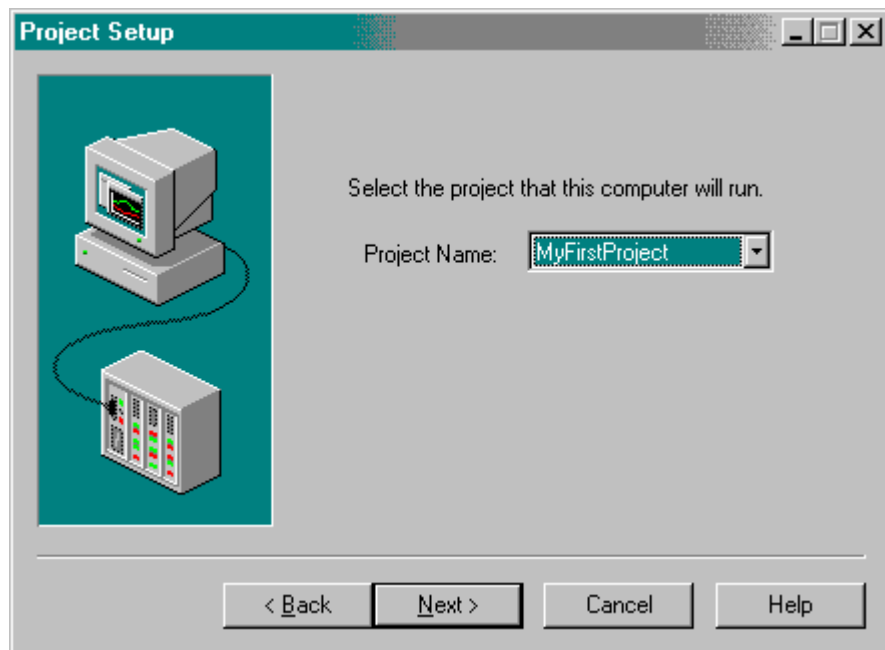 Project Setup
Select the project that this computer will run.
Project Name: MyFirstProject
< Back Next > Cancel Help